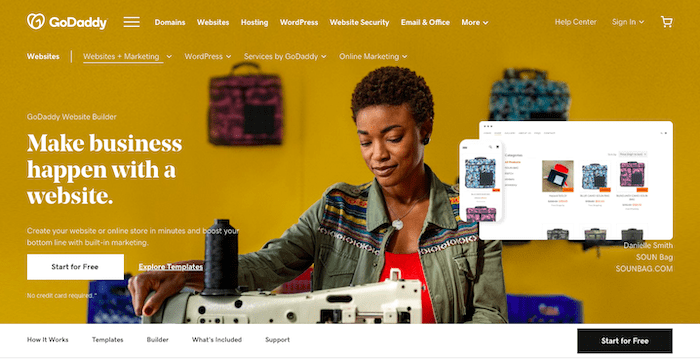 GoDaddy
Domains Websites Hosting WordPress Website Security Email & Office More
Help Center Sign In
Websites Websites + Marketing WordPress Services by GoDaddy Online Marketing
GoDaddy Website Builder
Make business
happen with a
website.
Create your website or online store in minutes and boost your
bottom line with built-in marketing.
Start for Free Explore Templates
No credit card required.*
Danielle Smith
SOUN Bag
SOUNBAG.COM
How It Works Templates Builder What's Included Support
Start for Free